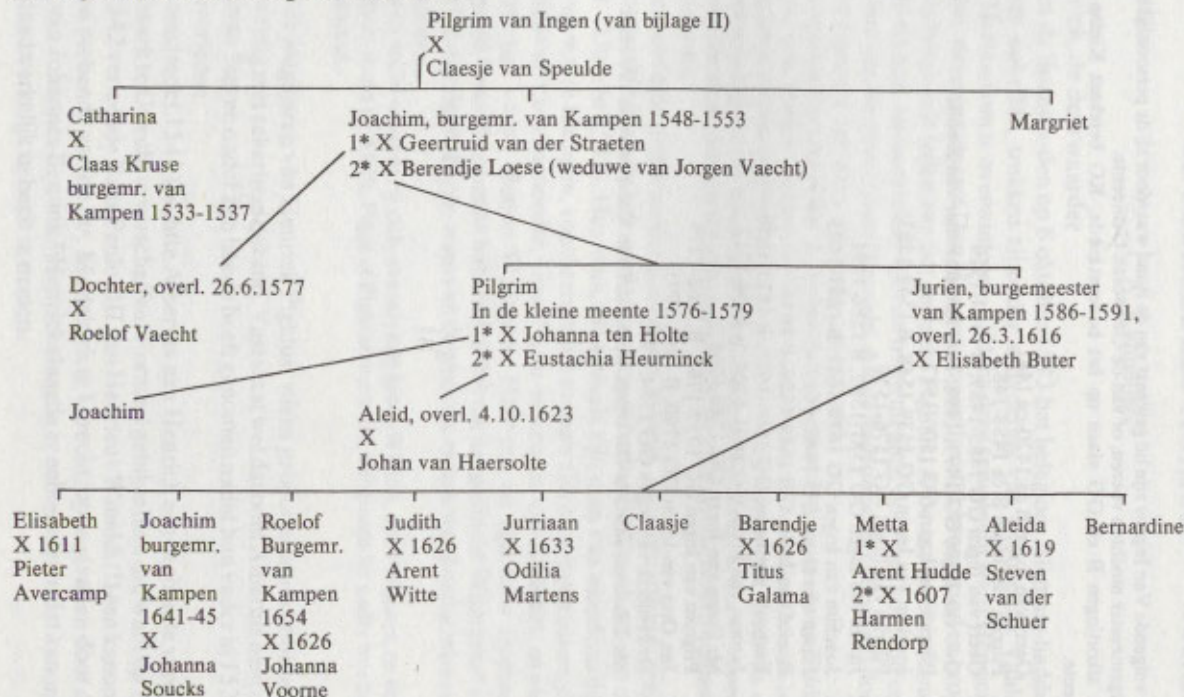 Pilgrim van Ingen (van bijlage II)
X
Claesje van Speulde
Catharina
X
Claas Kruse
burgemr. van
Kampen 1533-1537
Joachim, burgemr. van Kampen 1548-1553
1* X Geertruid van der Straeten
2* X Berendje Loese (weduwe van Jorgen Vaecht)
Margriet
Dochter, overl. 26.6.1577
X
Roelof Vaecht
Pilgrim
In de kleine meente 1576-1579
1* X Johanna ten Holte
2* X Eustachia Heurninck
Jurien, burgemeester
van Kampen 1586-1591,
overl. 26.3.1616
X Elisabeth Buter
Joachim
Aleid, overl. 4.10.1623
X
Johan van Haersolte
Elisabeth
X 1611
Pieter
Avercamp
Joachim
burgemr.
van
Kampen
1641-45
X
Johanna
Soucks
Roelof
Burgemr.
van
Kampen
1654
X 1626
Johanna
Voorne
Judith
X 1626
Arent
Witte
Jurriaan
X 1633
Odilia
Martens
Claasje
Barendje
X 1626
Titus
Galama
Metta
1* X
Arent Hudde
2* X 1607
Harmen
Rendorp
Aleida
X 1619
Steven
van der
Schuer
Bernardine